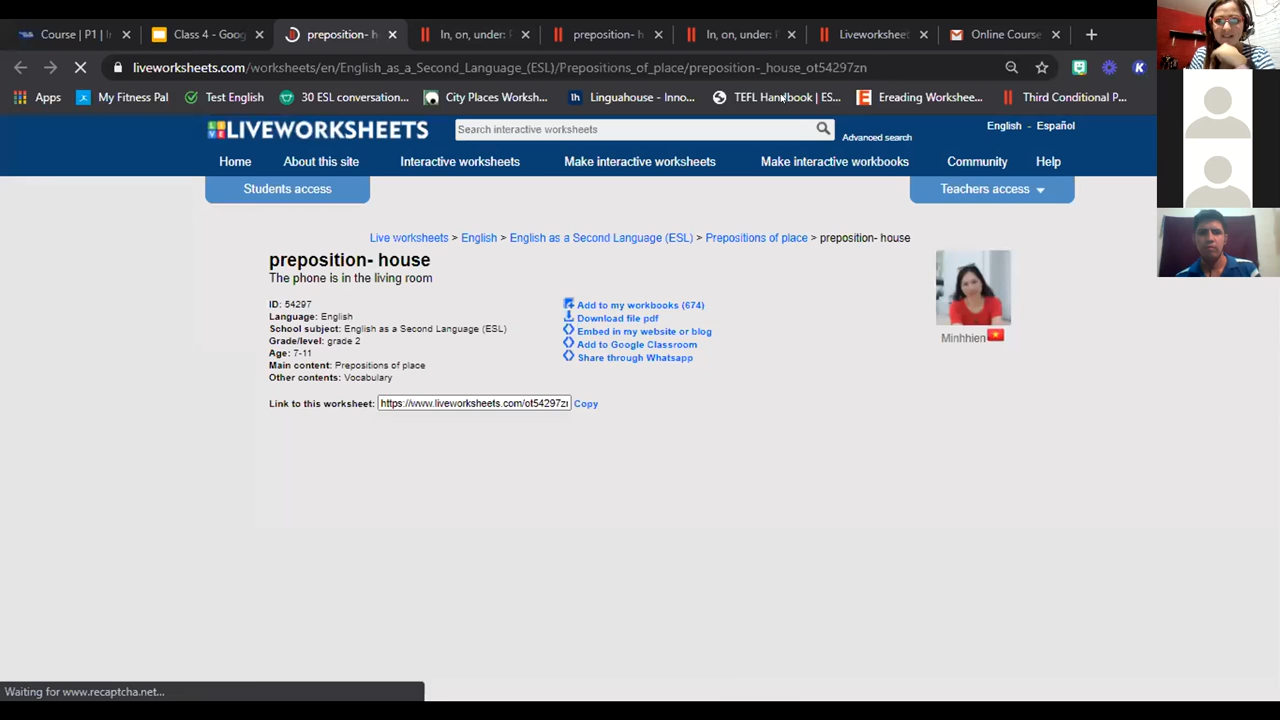 Course | P1 | I
Class 4 - Goog
preposition- h
In, on, under: P
preposition- h
In, on, under: P
Liveworksheet
Online Course
liveworksheets.com/worksheets/en/English_as_a_Second_Language_(ESL)/Prepositions_of_place/preposition-_house_ot54297zn
K
Apps
My Fitness Pal
Test English
30 ESL conversation...
City Places Worksh...
Linguahouse - Inno...
TEFL Handbook | ES...
Ereading Workshee...
Third Conditional P...
LIVEWORKSHEETS
Search interactive worksheets
Advanced search
English - Español
Home
About this site
Interactive worksheets
Make interactive worksheets
Make interactive workbooks
Community
Help
Students access
Teachers access
Live worksheets > English > English as a Second Language (ESL) > Prepositions of place > preposition- house
preposition- house
The phone is in the living room
ID: 54297
Language: English
School subject: English as a Second Language (ESL)
Grade/level: grade 2
Age: 7-11
Main content: Prepositions of place
Other contents: Vocabulary
Add to my workbooks (674)
Download file pdf
Embed in my website or blog
Add to Google Classroom
Share through Whatsapp
Minhhien
Link to this worksheet: https://www.liveworksheets.com/ot54297zn Copy
Waiting for www.recaptcha.net...